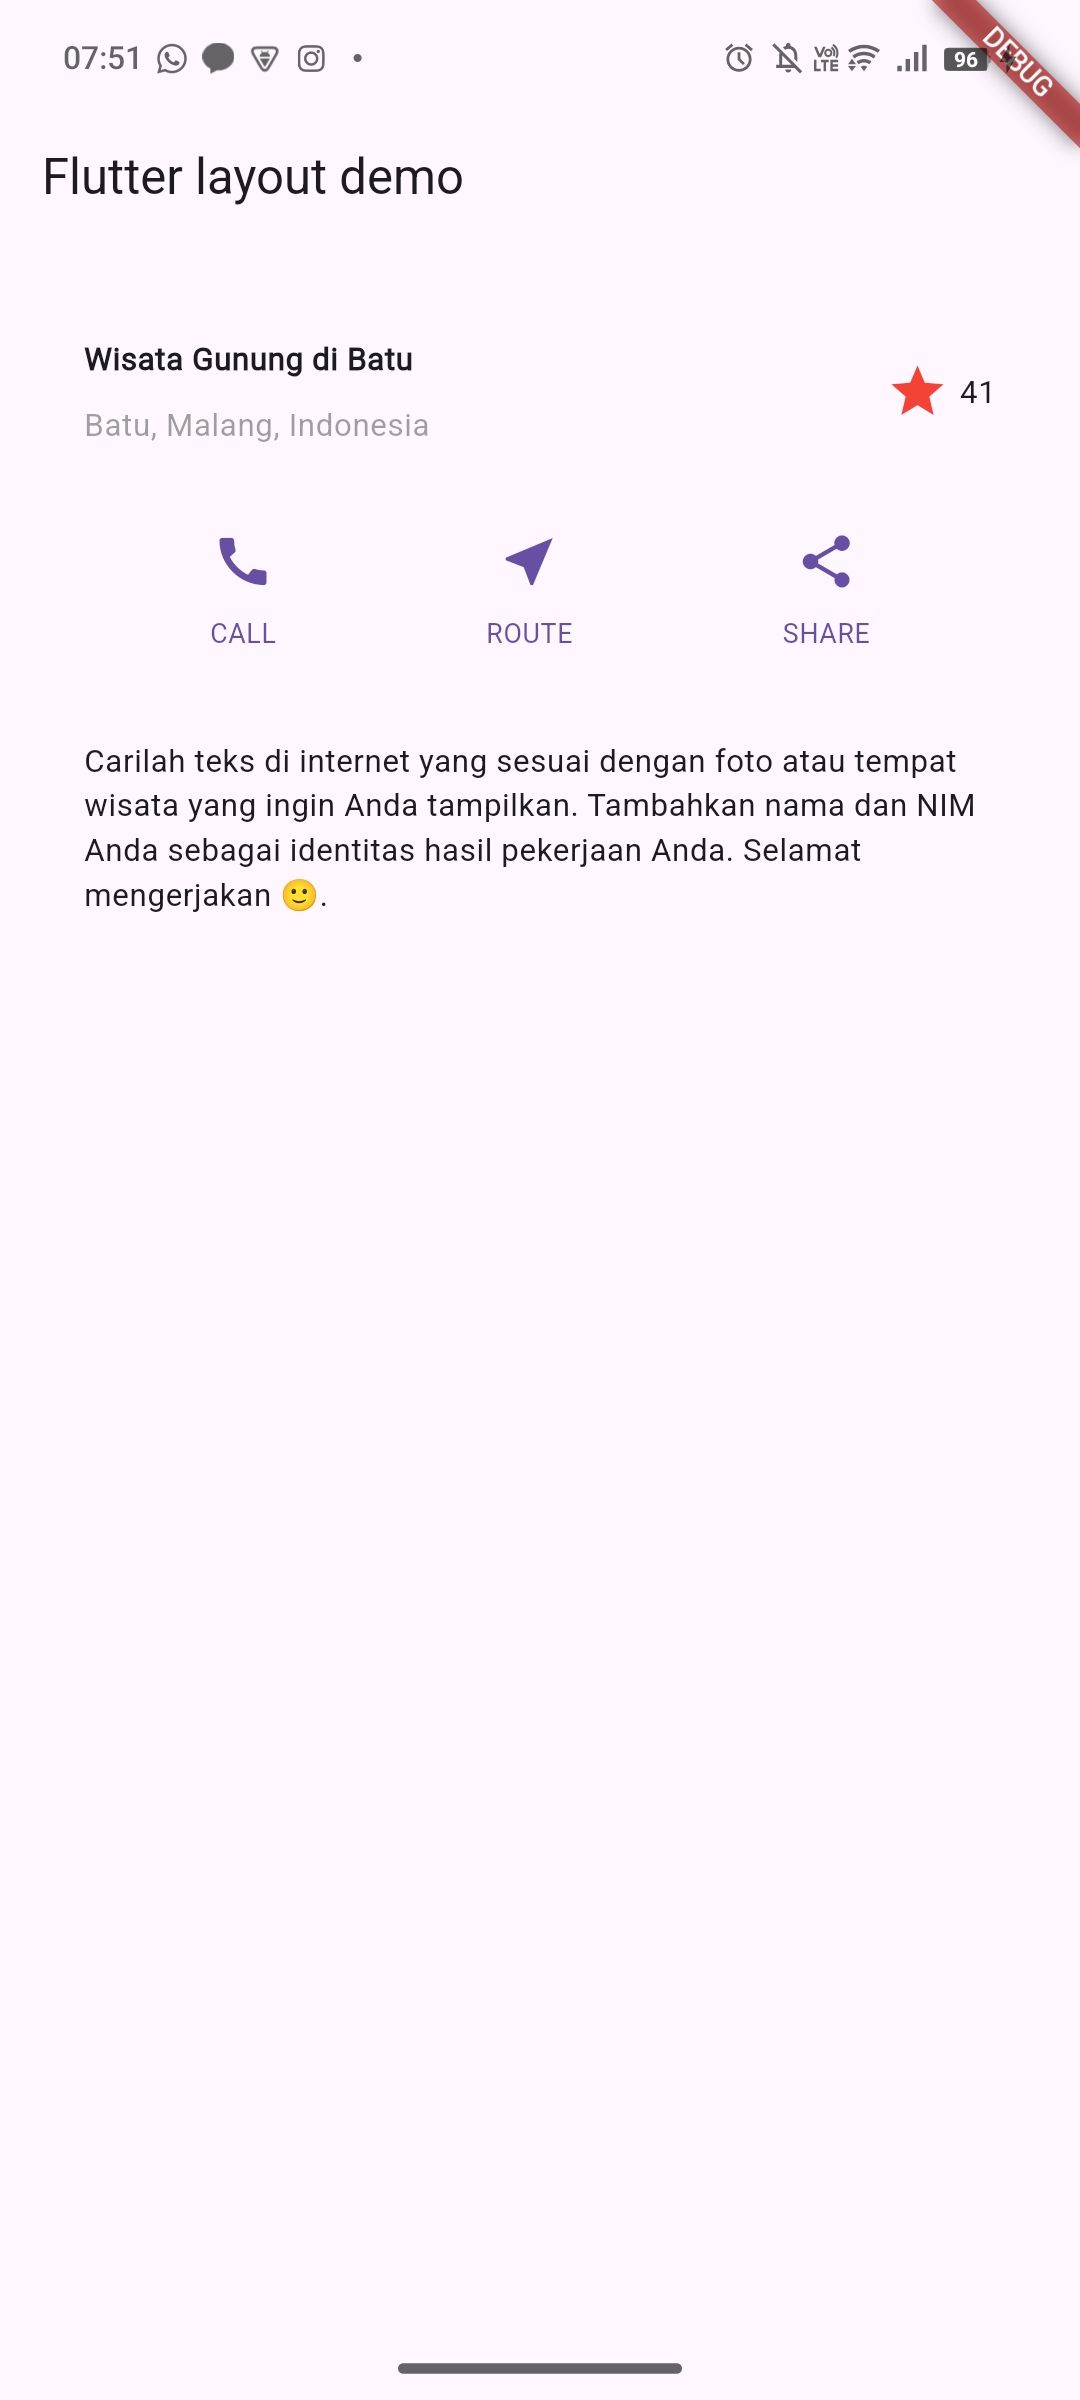 07:51
Vo))
LTE
96
DEBUG
Flutter layout demo
Wisata Gunung di Batu
Batu, Malang, Indonesia
41
CALL
ROUTE
SHARE
Carilah teks di internet yang sesuai dengan foto atau tempat
wisata yang ingin Anda tampilkan. Tambahkan nama dan NIM
Anda sebagai identitas hasil pekerjaan Anda. Selamat
mengerjakan 🙂.